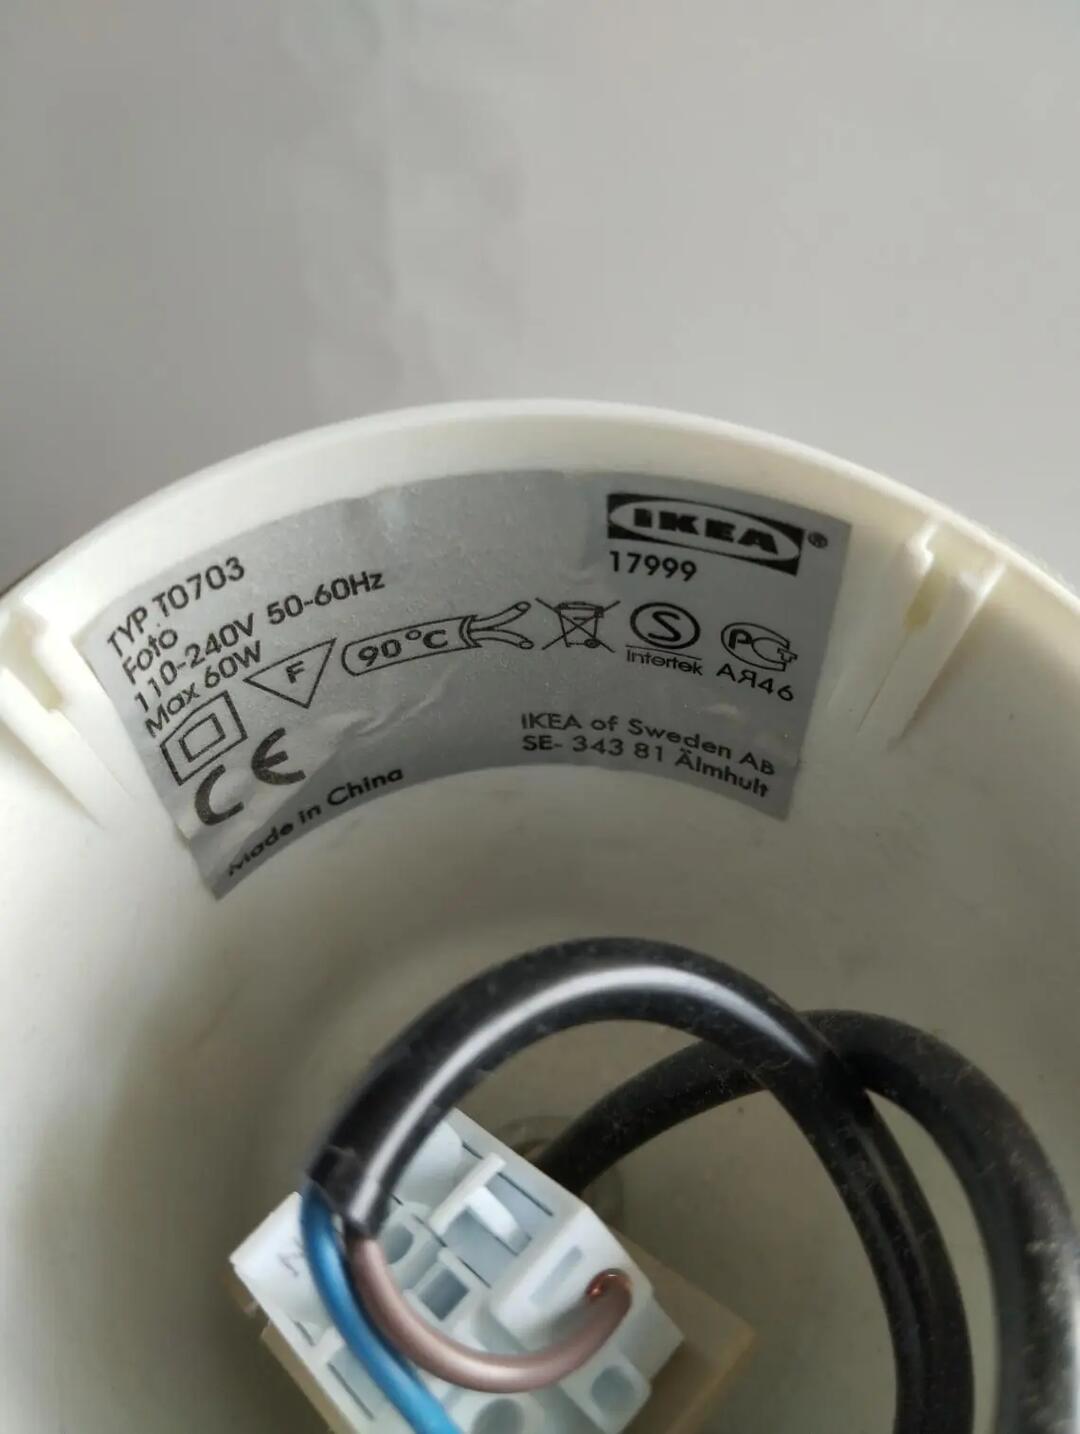 TYP T0703
Foto
110-240V 50-60Hz
Max 60W
F
90°C
CE
Made in China
IKEA®
17999
S
Intertek
РС
АЯ46
IKEA of Sweden AB
SE- 343 81 Älmhult
N